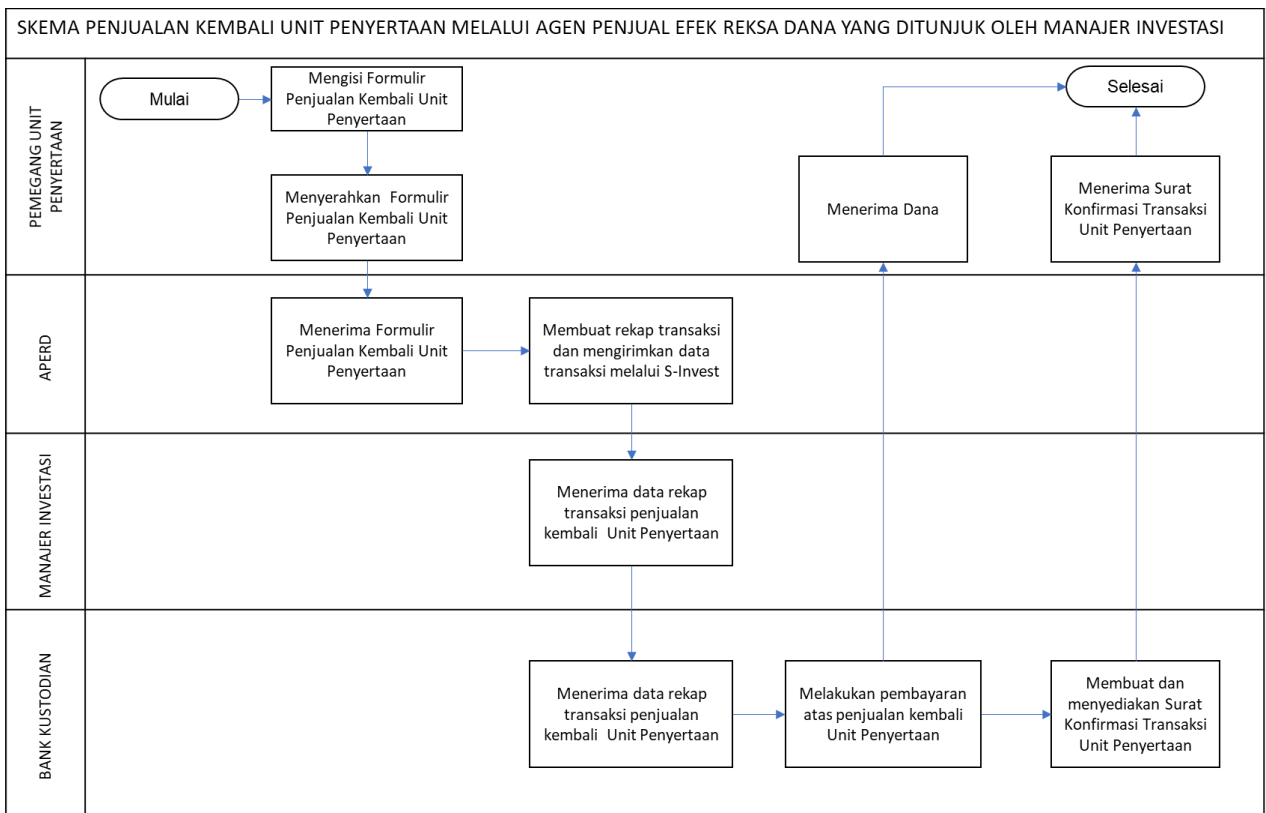 SKEMA PENJUALAN KEMBALI UNIT PENYERTAAN MELALUI AGEN PENJUAL EFEK REKSA DANA YANG DITUNJUK OLEH MANAJER INVESTASI
PEMEGANG UNIT
PENYERTAAN
Mulai
Mengisi Formulir
Penjualan Kembali Unit
Penyertaan
Selesai
Menyerahkan Formulir
Penjualan Kembali Unit
Penyertaan
Menerima Dana
Menerima Surat
Konfirmasi Transaksi
Unit Penyertaan
APERD
Menerima Formulir
Penjualan Kembali Unit
Penyertaan
Membuat rekap transaksi
dan mengirimkan data
transaksi melalui S-Invest
MANAJER INVESTASI
Menerima data rekap
transaksi penjualan
kembali Unit Penyertaan
BANK KUSTODIAN
Menerima data rekap
transaksi penjualan
kembali Unit Penyertaan
Melakukan pembayaran
atas penjualan kembali
Unit Penyertaan
Membuat dan
menyediakan Surat
Konfirmasi Transaksi
Unit Penyertaan